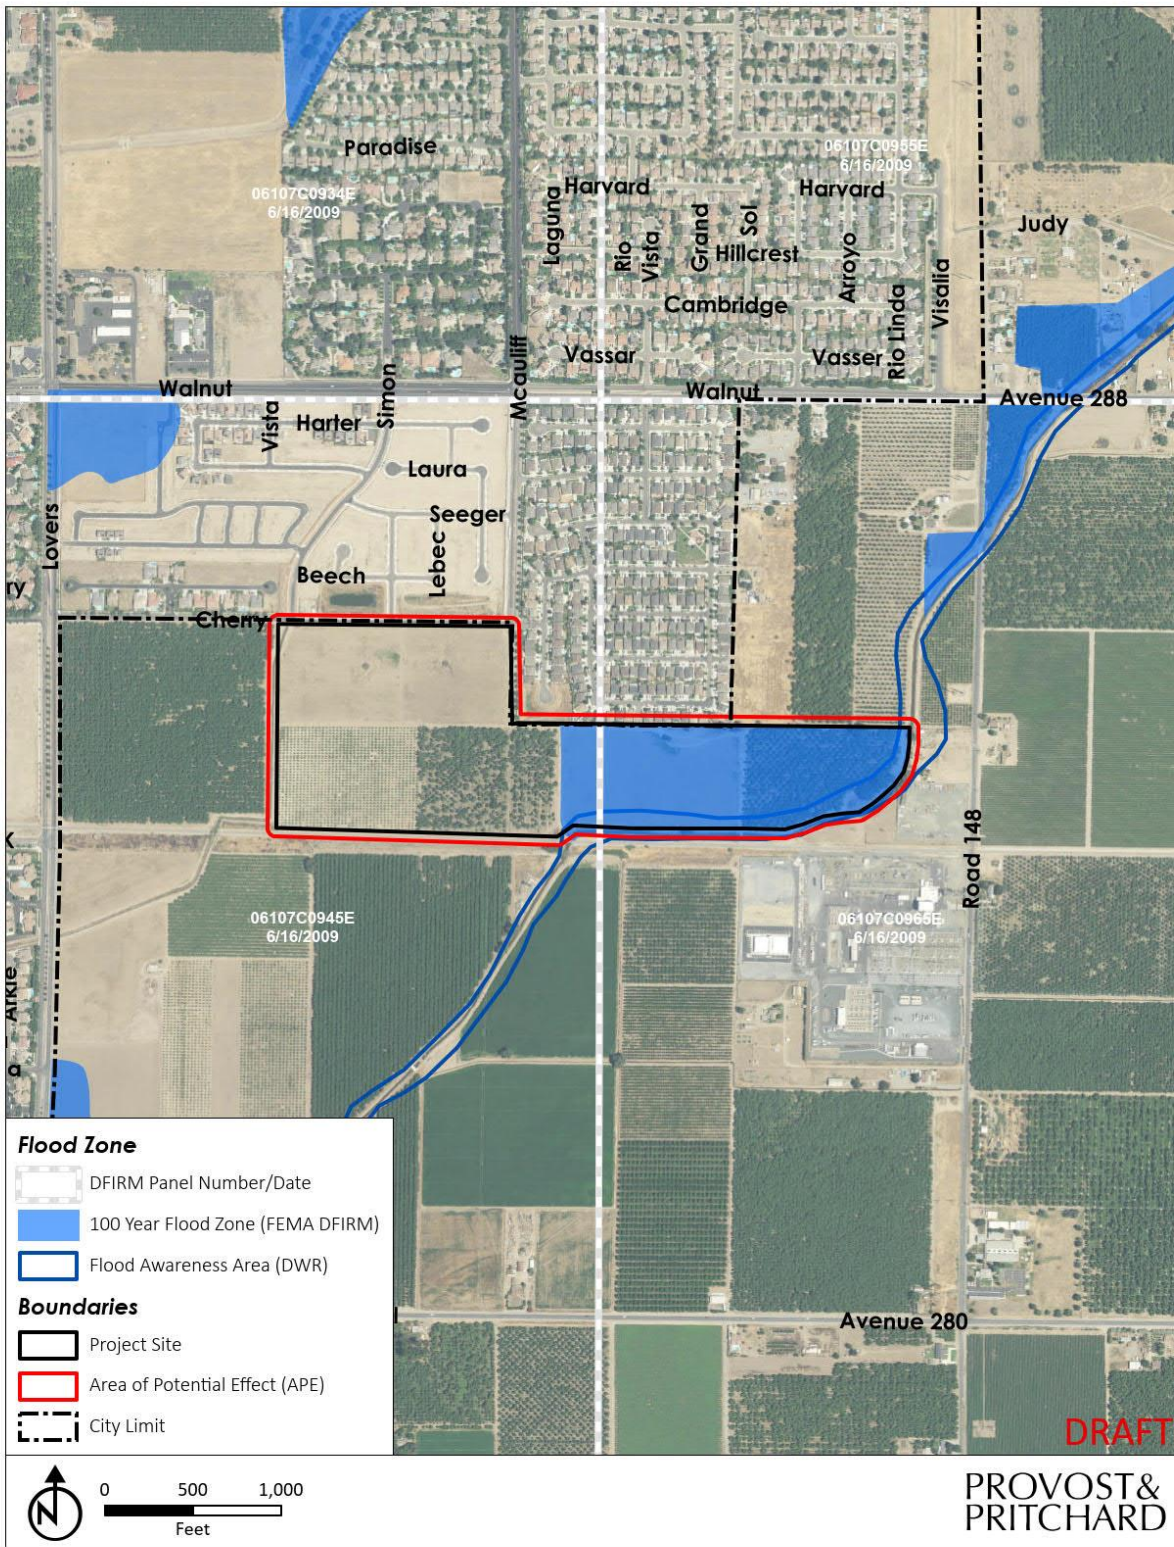 Paradise
06107C0934E
6/16/2009
06107C0955E
6/16/2009
Harvard
Harvard
Laguna
Rio
Vista
Grand
Sol
Hillcrest
Arroyo
Judy
Cambridge
Visalia
Rio Linda
Vassar
Vasser
Mcauliff
Walnut
Walnut
Avenue 288
Simon
Vista
Harter
Laura
Seeger
Lovers
Lebec
Beech
ry
Cherry
K
Road 148
06107C0945E
6/16/2009
06107C0965E
6/16/2009
Arkle
a
Flood Zone
DFIRM Panel Number/Date
100 Year Flood Zone (FEMA DFIRM)
Flood Awareness Area (DWR)
Boundaries
Project Site
Area of Potential Effect (APE)
City Limit
Avenue 280
DRAFT
N
0 500 1,000
Feet
PROVOST&
PRITCHARD